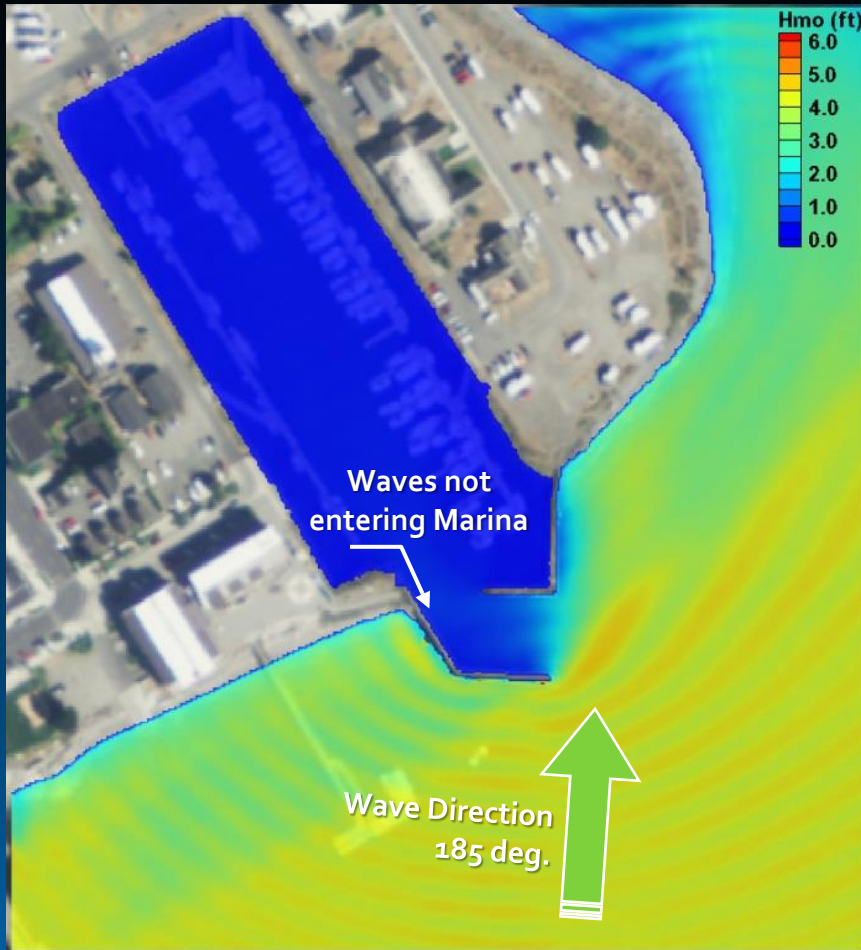 Hmo (ft)
6.0
5.0
4.0
3.0
2.0
1.0
0.0
Waves not
entering Marina
Wave Direction
185 deg.